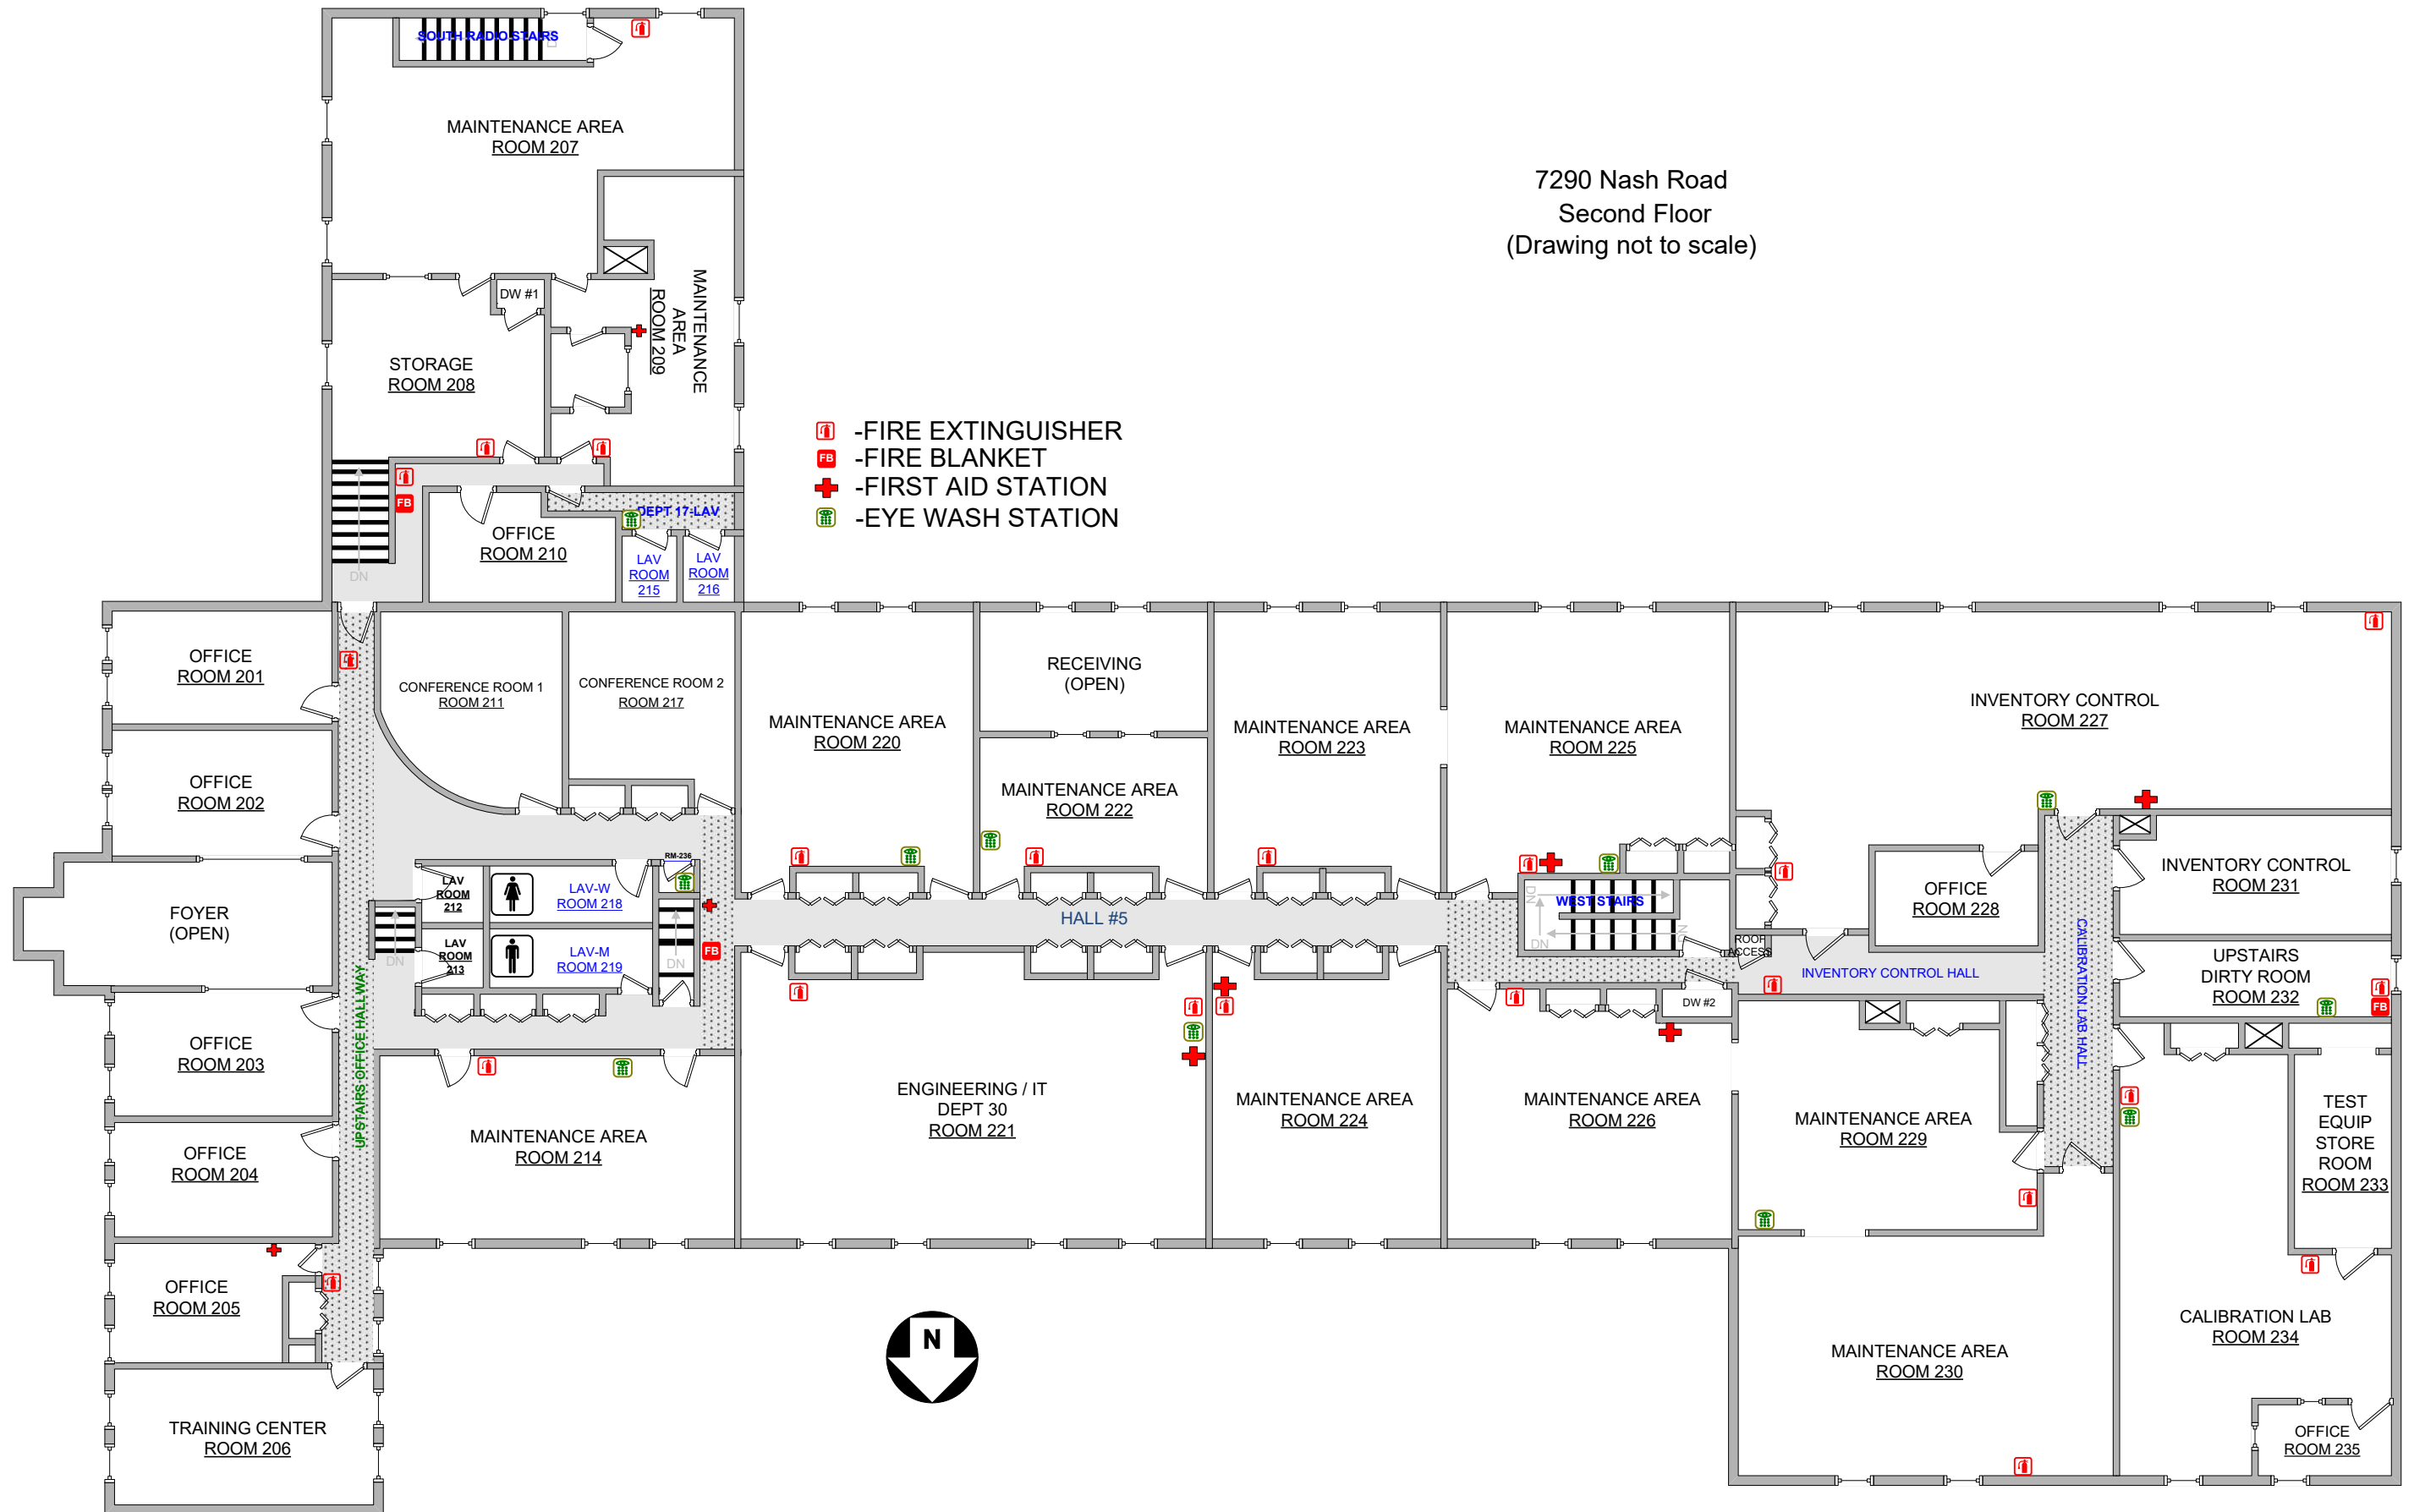 SOUTH RADIO STAIRS
MAINTENANCE AREA
ROOM 207
7290 Nash Road
Second Floor
(Drawing not to scale)
DW #1
MAINTENANCE
AREA
ROOM 209
STORAGE
ROOM 208
-FIRE EXTINGUISHER
FB -FIRE BLANKET
-FIRST AID STATION
-EYE WASH STATION
FB
DN
DEPT 17-LAV
OFFICE
ROOM 210
LAV
ROOM
215
LAV
ROOM
216
OFFICE
ROOM 201
CONFERENCE ROOM 1
ROOM 211
CONFERENCE ROOM 2
ROOM 217
MAINTENANCE AREA
ROOM 220
RECEIVING
(OPEN)
MAINTENANCE AREA
ROOM 222
MAINTENANCE AREA
ROOM 223
MAINTENANCE AREA
ROOM 225
INVENTORY CONTROL
ROOM 227
OFFICE
ROOM 202
RM-236
LAV
ROOM
212
LAV-W
ROOM 218
FOYER
(OPEN)
LAV
ROOM
213
LAV-M
ROOM 219
DN
DN
FB
HALL #5
DN
WEST STAIRS
DN
DN
ROOF
ACCESS
OFFICE
ROOM 228
INVENTORY CONTROL
ROOM 231
INVENTORY CONTROL HALL
CALIBRATION LAB HALL
UPSTAIRS
DIRTY ROOM
ROOM 232
FB
DW #2
UPSTAIRS OFFICE HALLWAY
OFFICE
ROOM 203
OFFICE
ROOM 204
MAINTENANCE AREA
ROOM 214
ENGINEERING / IT
DEPT 30
ROOM 221
MAINTENANCE AREA
ROOM 224
MAINTENANCE AREA
ROOM 226
MAINTENANCE AREA
ROOM 229
TEST
EQUIP
STORE
ROOM
ROOM 233
OFFICE
ROOM 205
N
CALIBRATION LAB
ROOM 234
MAINTENANCE AREA
ROOM 230
TRAINING CENTER
ROOM 206
OFFICE
ROOM 235